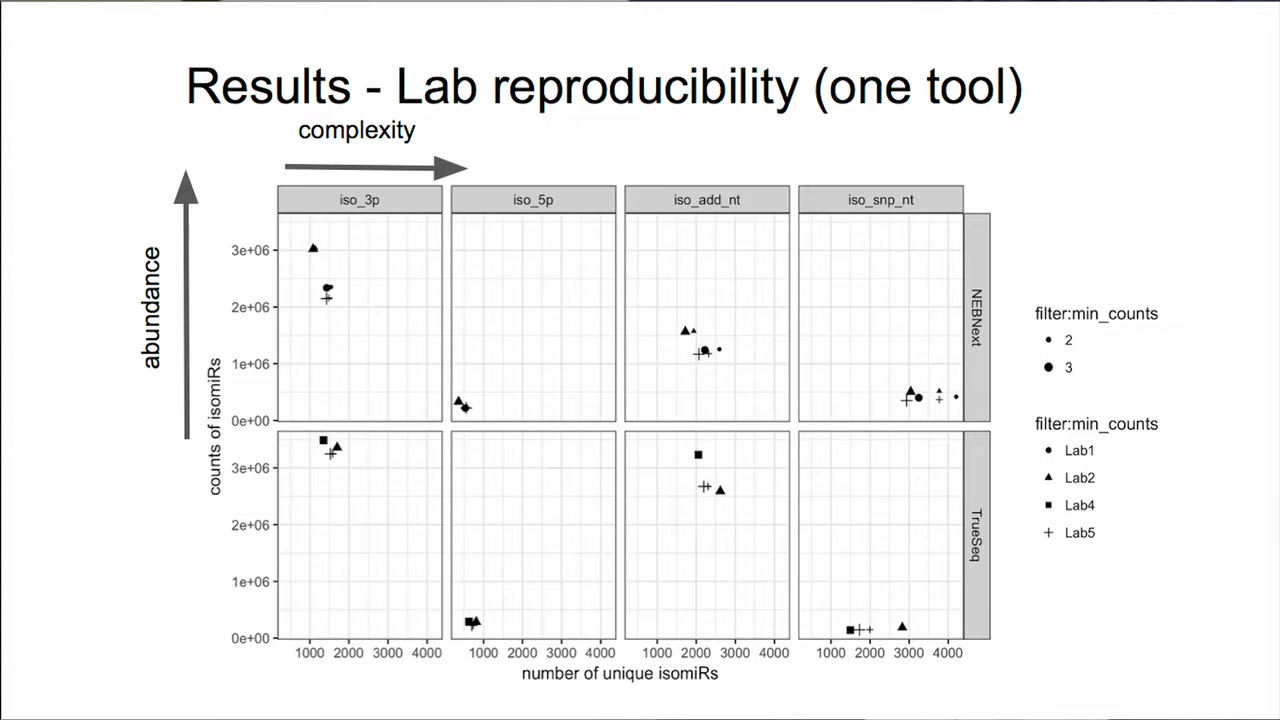 Results - Lab reproducibility (one tool)
complexity
abundance
iso_3p iso_5p iso_add_nt iso_snp_nt
counts of isomiRs
3e+06
2e+06
1e+06
0e+00
NEBNext
3e+06
2e+06
1e+06
0e+00
TrueSeq
1000 2000 3000 4000 1000 2000 3000 4000 1000 2000 3000 4000 1000 2000 3000 4000
number of unique isomiRs
filter:min_counts
2
3
filter:min_counts
Lab1
Lab2
Lab4
Lab5